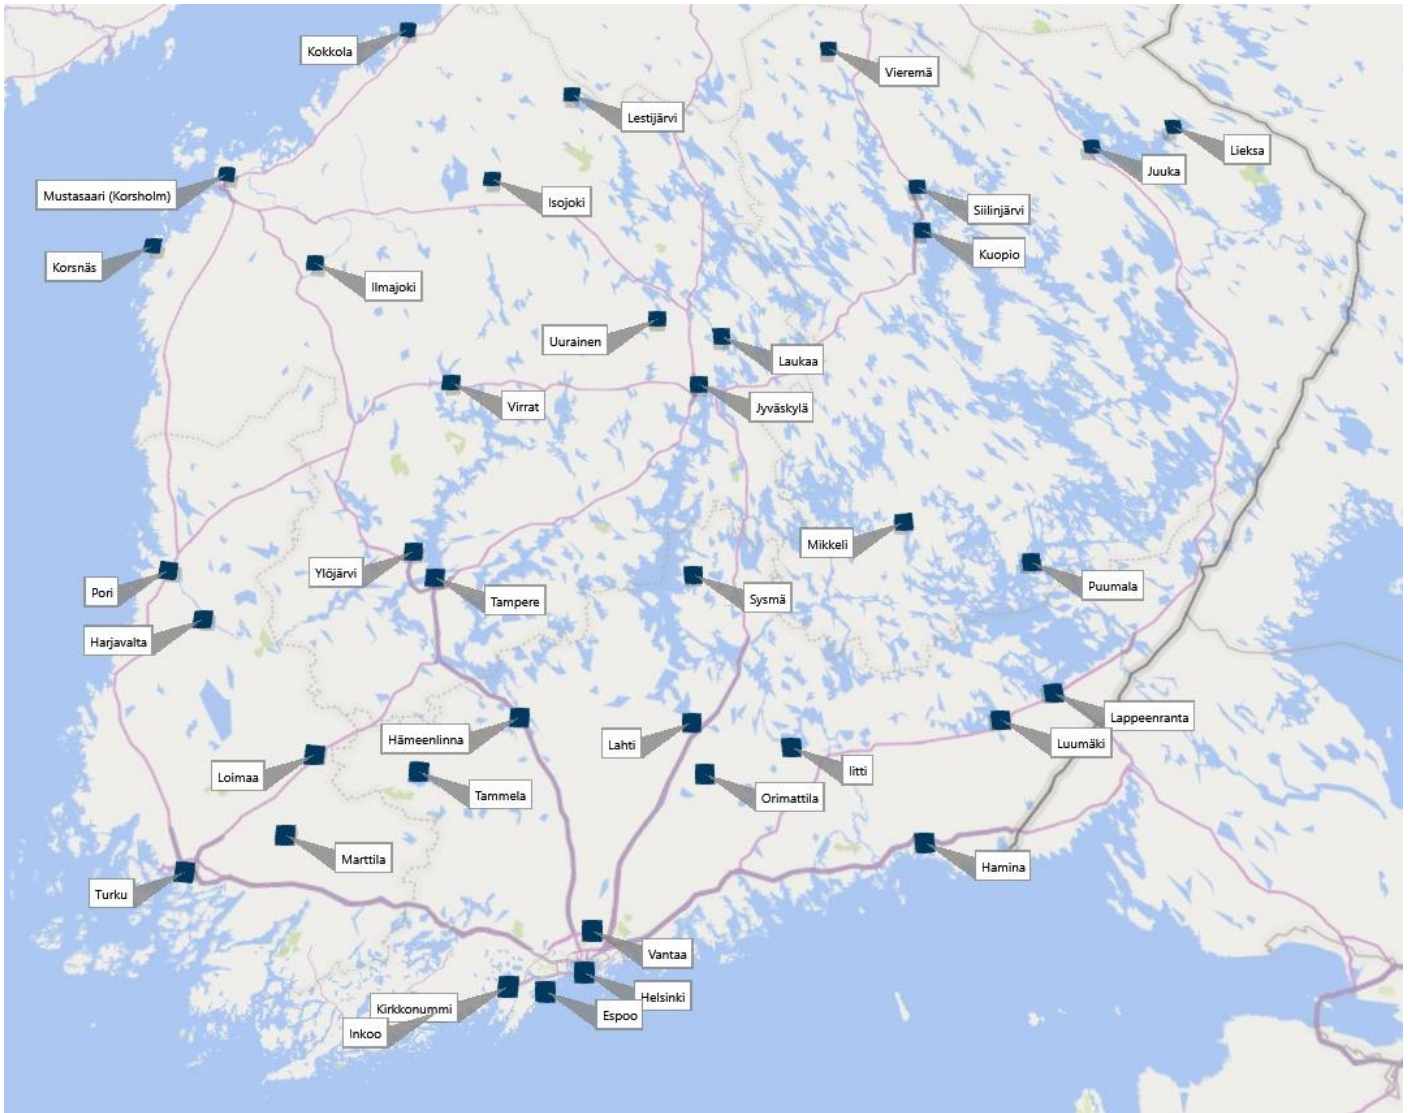 Kokkola
Vieremä
Lestijärvi
Lieksa
Juuka
Mustasaari (Korsholm)
Isojoki
Siilinjärvi
Kuopio
Korsnäs
Ilmajoki
Uurainen
Laukaa
Virrat
Jyväskylä
Mikkeli
Ylöjärvi
Puumala
Pori
Tampere
Sysmä
Harjavalta
Lappeenranta
Hämeenlinna
Lahti
Luumäki
Iitti
Loimaa
Tammela
Orimattila
Marttila
Hamina
Turku
Vantaa
Helsinki
Kirkkonummi
Espoo
Inkoo